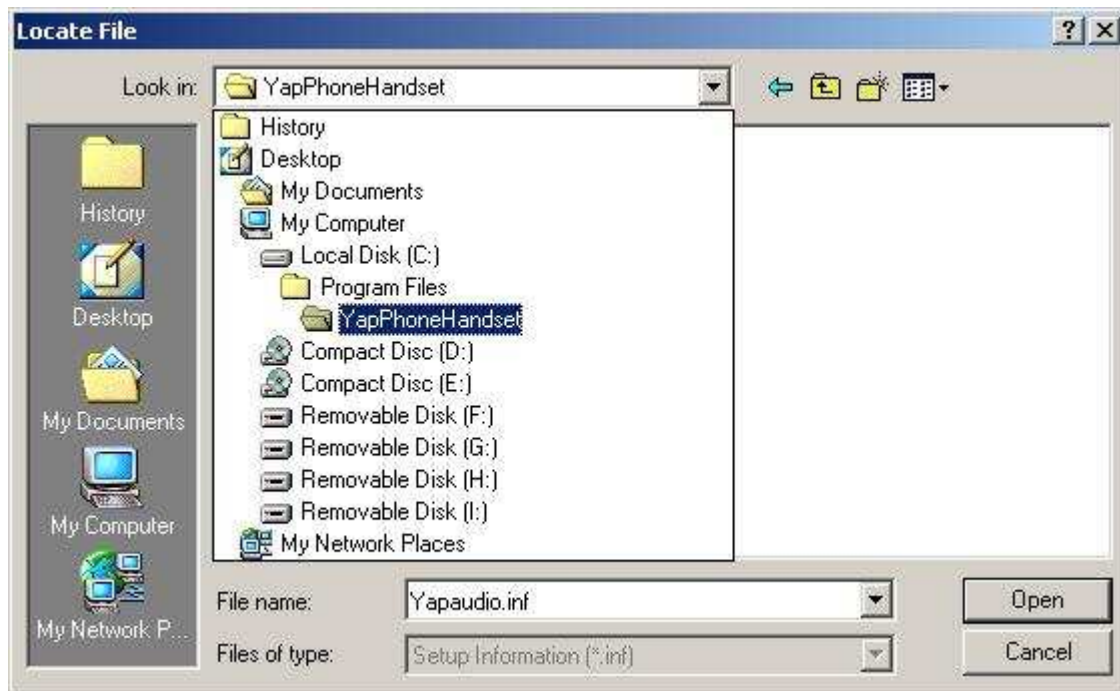 Locate File
Look in: YapPhoneHandset
History
Desktop
My Documents
My Computer
Local Disk (C:)
Program Files
YapPhoneHandset
Compact Disc (D:)
Compact Disc (E:)
Removable Disk (F:)
Removable Disk (G:)
Removable Disk (H:)
Removable Disk (I:)
My Network Places
History
Desktop
My Documents
My Computer
My Network P...
File name: Yapaudio.inf Open
Files of type: Setup Information (*.inf) Cancel